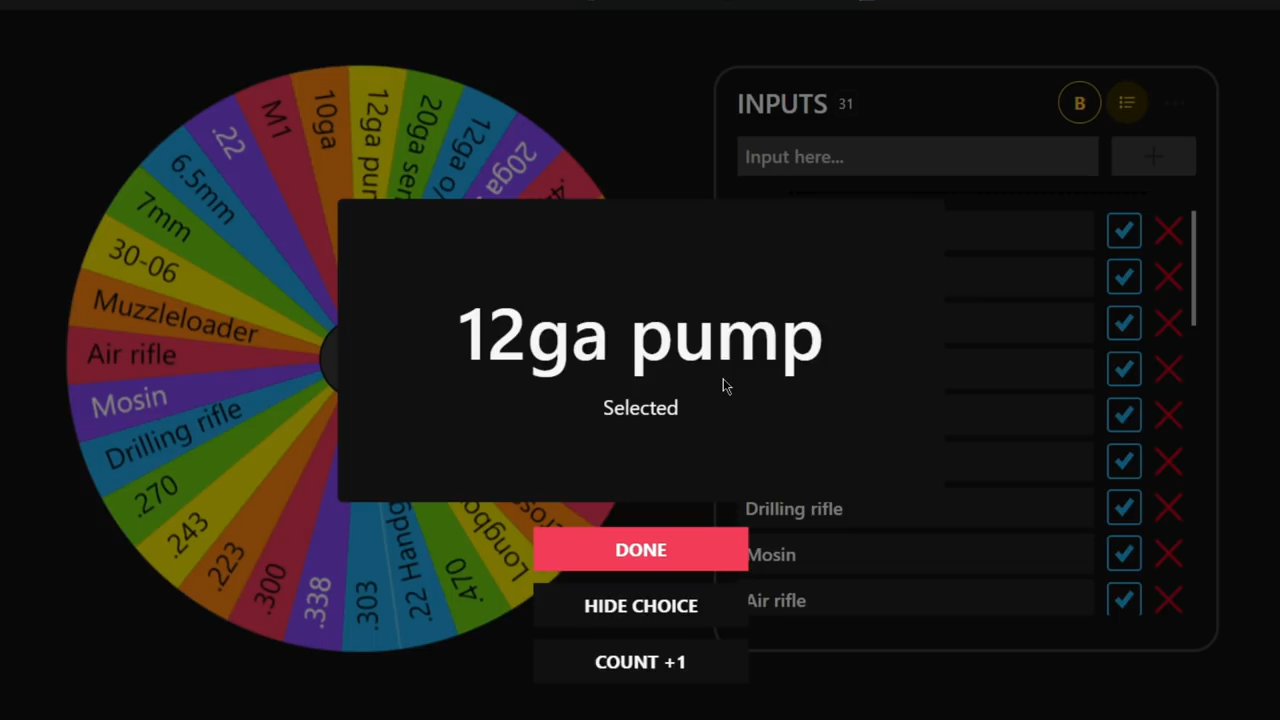 M1
10ga
12ga pum
20ga ser
12ga o/
20ga
.22
6.5mm
7mm
30-06
Muzzleloader
Air rifle
Mosin
Drilling rifle
.270
.243
.223
.300
.338
.303
.22 Handg
.470
Longbo
INPUTS 31
B
Input here...
12ga pump
Selected
Drilling rifle
DONE
Mosin
HIDE CHOICE
Air rifle
COUNT +1